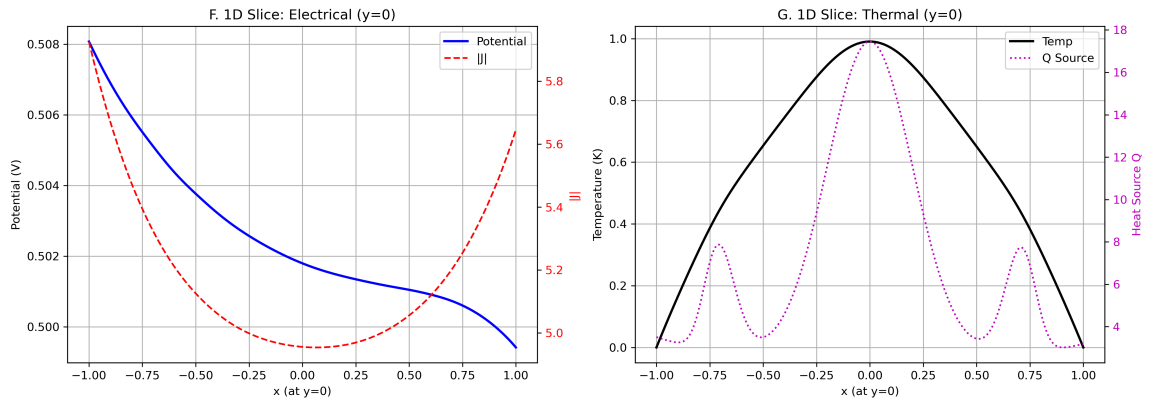 F. 1D Slice: Electrical (y=0)
Potential
|J|
Potential (V)
0.508
0.506
0.504
0.502
0.500
−1.00 −0.75 −0.50 −0.25 0.00 0.25 0.50 0.75 1.00
x (at y=0)
5.8
5.6
5.4
5.2
5.0
|J|
G. 1D Slice: Thermal (y=0)
Temp
Q Source
Temperature (K)
1.0
0.8
0.6
0.4
0.2
0.0
−1.00 −0.75 −0.50 −0.25 0.00 0.25 0.50 0.75 1.00
x (at y=0)
18
16
14
12
10
8
6
4
Heat Source Q